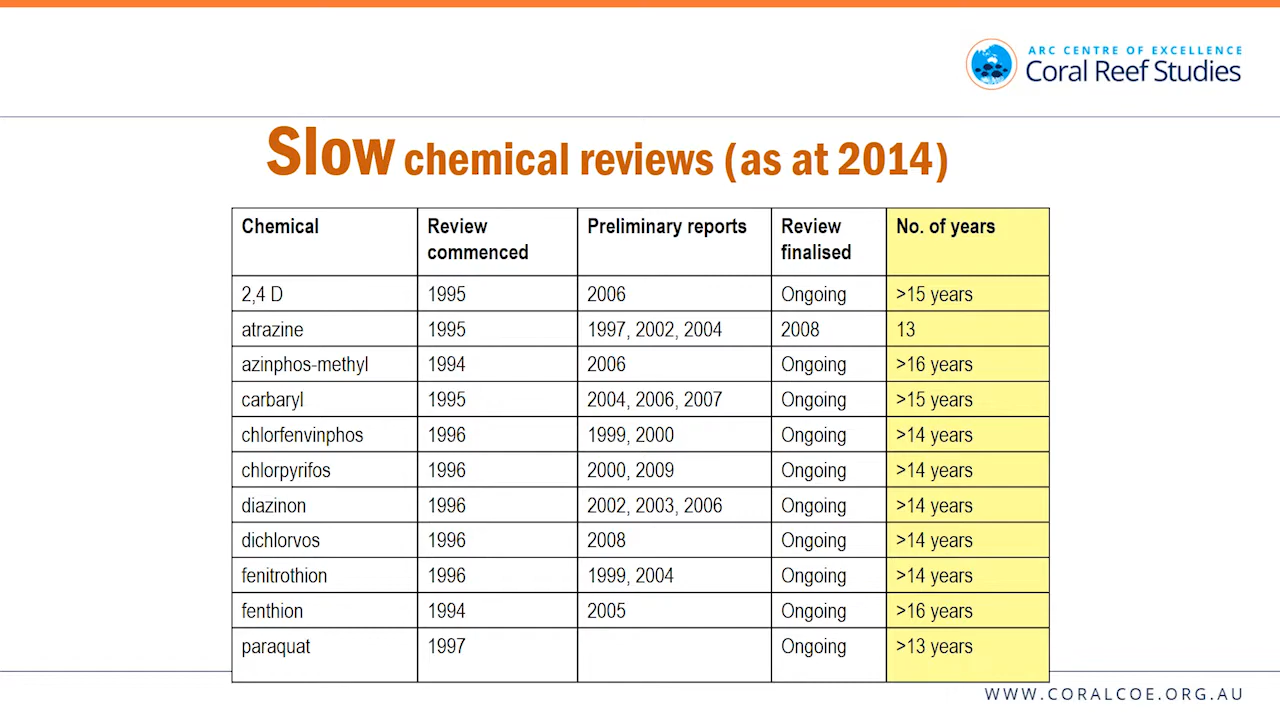 ARC CENTRE OF EXCELLENCE
Coral Reef Studies
Slow chemical reviews (as at 2014)
Chemical Review commenced Preliminary reports Review finalised No. of years
2,4 D 1995 2006 Ongoing >15 years
atrazine 1995 1997, 2002, 2004 2008 13
azinphos-methyl 1994 2006 Ongoing >16 years
carbaryl 1995 2004, 2006, 2007 Ongoing >15 years
chlorfenvinphos 1996 1999, 2000 Ongoing >14 years
chlorpyrifos 1996 2000, 2009 Ongoing >14 years
diazinon 1996 2002, 2003, 2006 Ongoing >14 years
dichlorvos 1996 2008 Ongoing >14 years
fenitrothion 1996 1999, 2004 Ongoing >14 years
fenthion 1994 2005 Ongoing >16 years
paraquat 1997 Ongoing >13 years
WWW.CORALCOE.ORG.AU